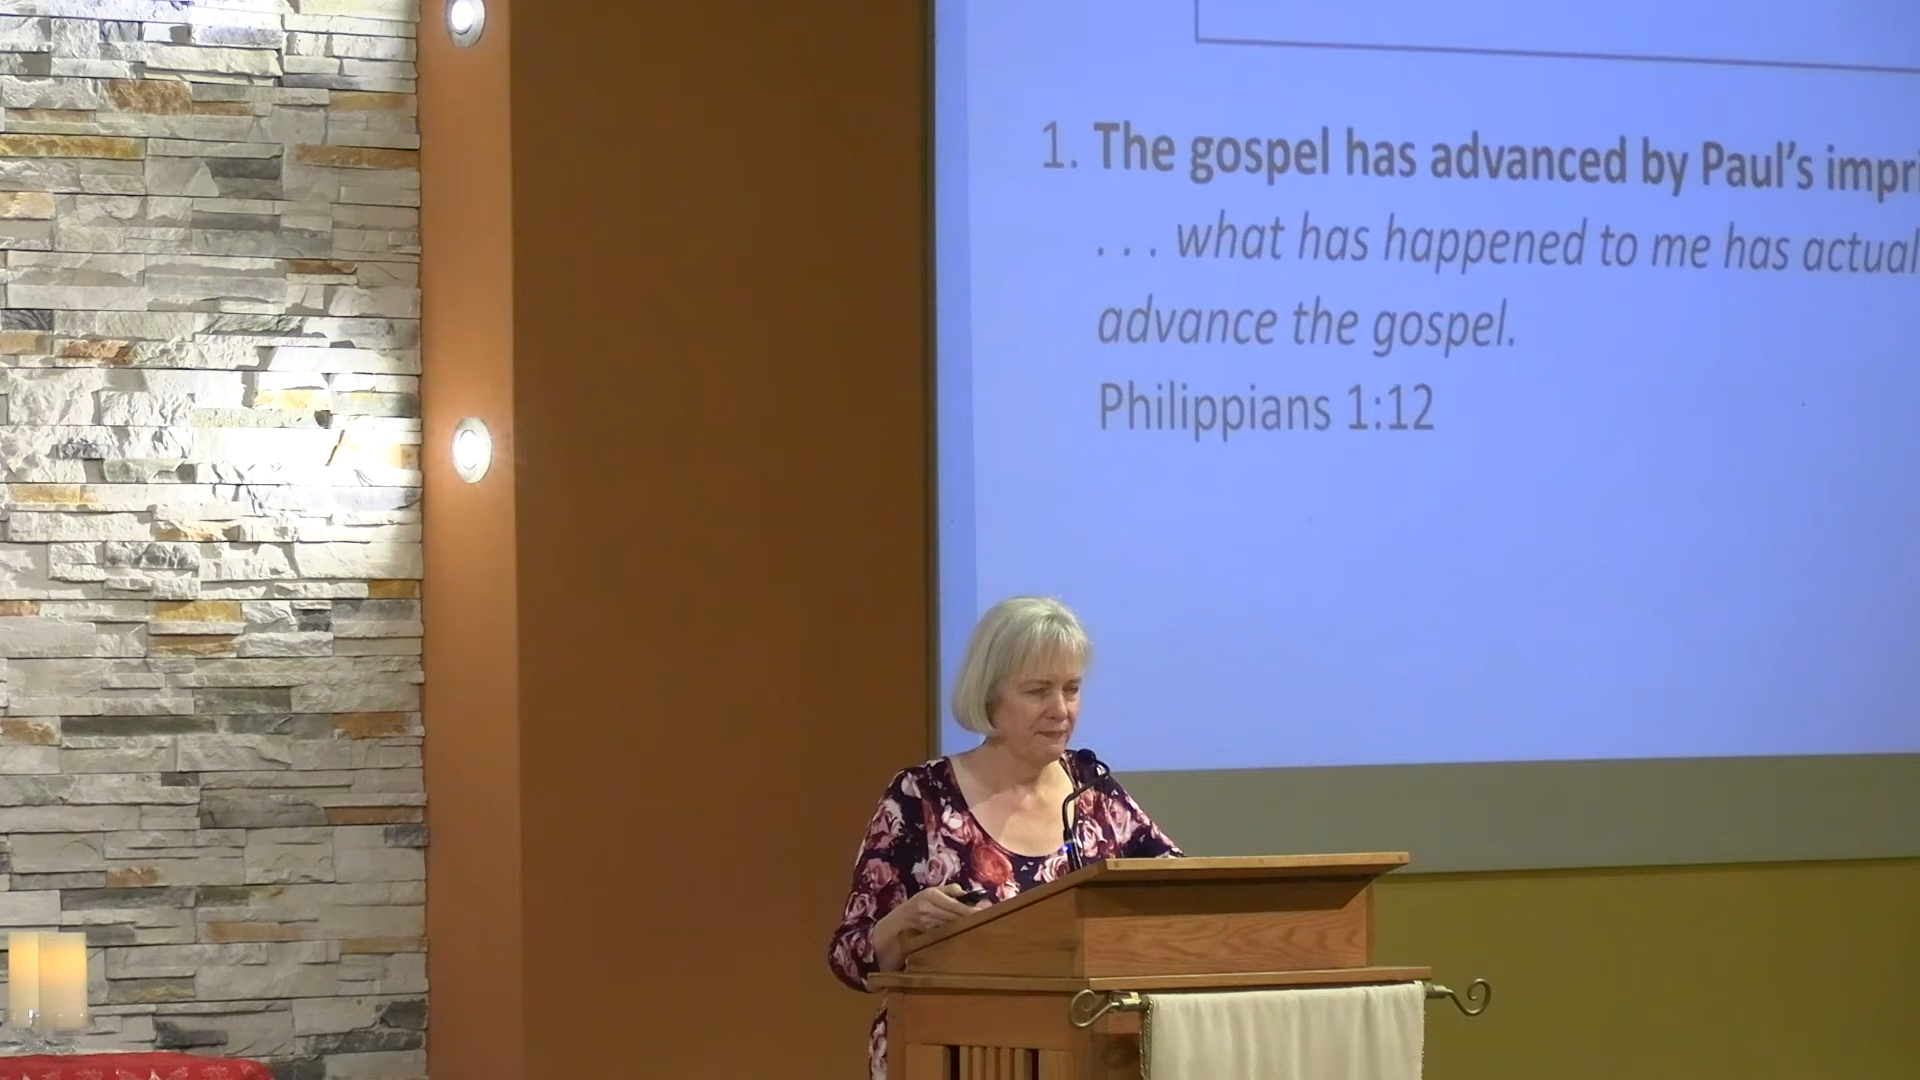 1. The gospel has advanced by Paul's
. . . what has happened to me has
advance the gospel.
Philippians 1:12